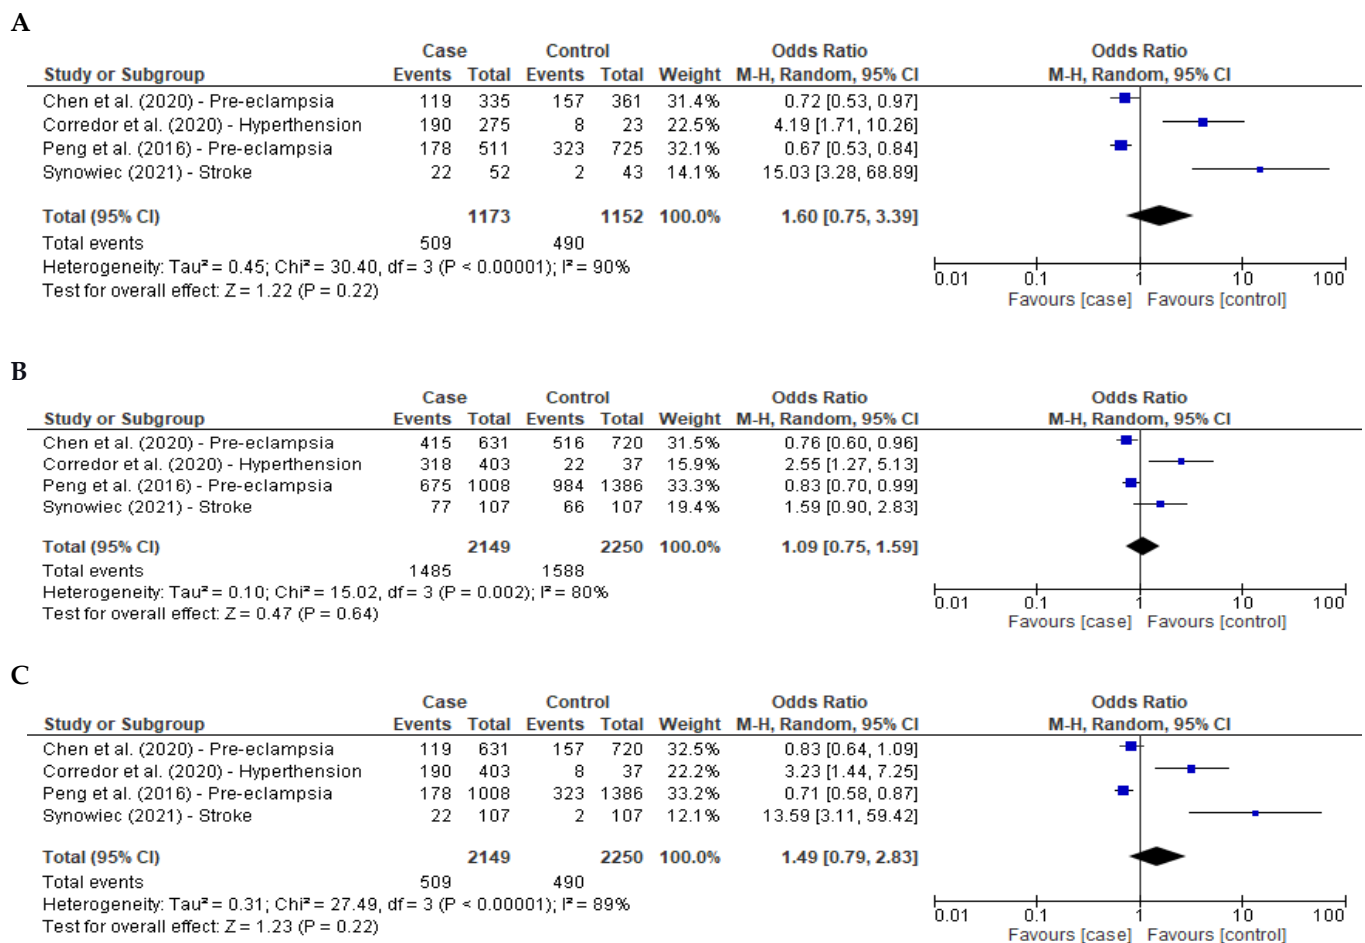 A
Case Control Odds Ratio Odds Ratio
Study or Subgroup Events Total Events Total Weight M-H, Random, 95% CI M-H, Random, 95% CI
Chen et al. (2020) - Pre-eclampsia 119 335 157 361 31.4% 0.72 [0.53, 0.97]
Corredor et al. (2020) - Hyperthension 190 275 8 23 22.5% 4.19 [1.71, 10.26]
Peng et al. (2016) - Pre-eclampsia 178 511 323 725 32.1% 0.67 [0.53, 0.84]
Synowiec (2021) - Stroke 22 52 2 43 14.1% 15.03 [3.28, 68.89]
Total (95% CI) 1173 1152 100.0% 1.60 [0.75, 3.39]
Total events 509 490
Heterogeneity: Tau² = 0.45; Chi² = 30.40, df = 3 (P < 0.00001); I² = 90%
Test for overall effect: Z = 1.22 (P = 0.22)
0.01 0.1 1 10 100
Favours [case] Favours [control]
B
Case Control Odds Ratio Odds Ratio
Study or Subgroup Events Total Events Total Weight M-H, Random, 95% CI M-H, Random, 95% CI
Chen et al. (2020) - Pre-eclampsia 415 631 516 720 31.5% 0.76 [0.60, 0.96]
Corredor et al. (2020) - Hyperthension 318 403 22 37 15.9% 2.55 [1.27, 5.13]
Peng et al. (2016) - Pre-eclampsia 675 1008 984 1386 33.3% 0.83 [0.70, 0.99]
Synowiec (2021) - Stroke 77 107 66 107 19.4% 1.59 [0.90, 2.83]
Total (95% CI) 2149 2250 100.0% 1.09 [0.75, 1.59]
Total events 1485 1588
Heterogeneity: Tau² = 0.10; Chi² = 15.02, df = 3 (P = 0.002); I² = 80%
Test for overall effect: Z = 0.47 (P = 0.64)
0.01 0.1 1 10 100
Favours [case] Favours [control]
C
Case Control Odds Ratio Odds Ratio
Study or Subgroup Events Total Events Total Weight M-H, Random, 95% CI M-H, Random, 95% CI
Chen et al. (2020) - Pre-eclampsia 119 631 157 720 32.5% 0.83 [0.64, 1.09]
Corredor et al. (2020) - Hyperthension 190 403 8 37 22.2% 3.23 [1.44, 7.25]
Peng et al. (2016) - Pre-eclampsia 178 1008 323 1386 33.2% 0.71 [0.58, 0.87]
Synowiec (2021) - Stroke 22 107 2 107 12.1% 13.59 [3.11, 59.42]
Total (95% CI) 2149 2250 100.0% 1.49 [0.79, 2.83]
Total events 509 490
Heterogeneity: Tau² = 0.31; Chi² = 27.49, df = 3 (P < 0.00001); I² = 89%
Test for overall effect: Z = 1.23 (P = 0.22)
0.01 0.1 1 10 100
Favours [case] Favours [control]